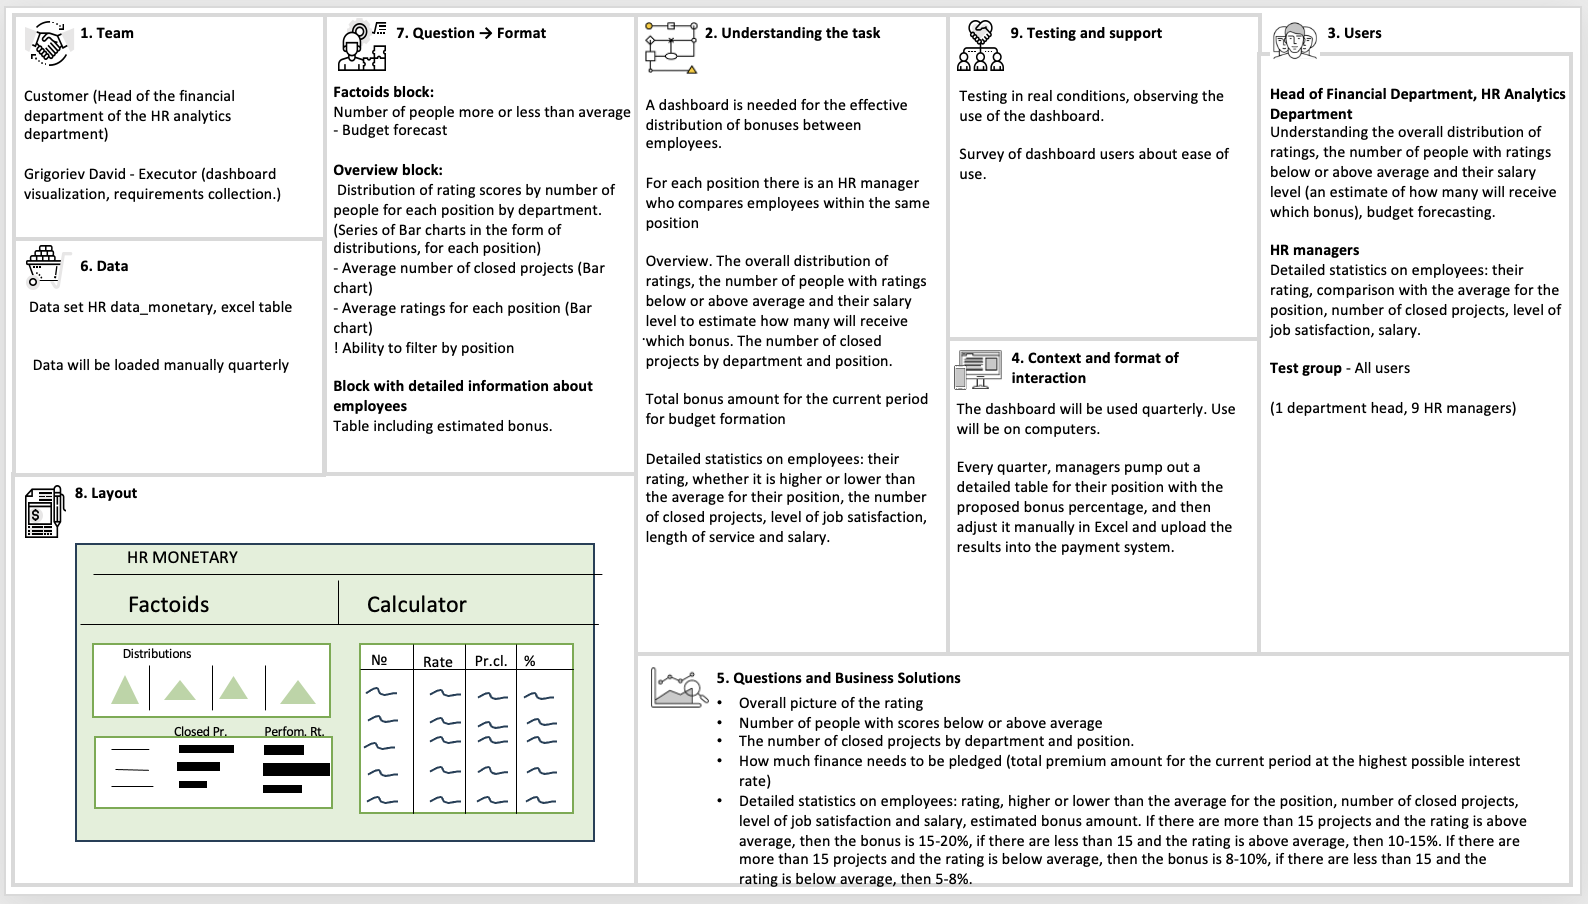 1. Team
Customer (Head of the financial
department of the HR analytics
department)
Grigoriev David - Executor (dashboard
visualization, requirements collection.)
6. Data
Data set HR data_monetary, excel table
Data will be loaded manually quarterly
7. Question → Format
Factoids block:
Number of people more or less than average
- Budget forecast
Overview block:
Distribution of rating scores by number of
people for each position by department.
(Series of Bar charts in the form of
distributions, for each position)
- Average number of closed projects (Bar
chart)
- Average ratings for each position (Bar
chart)
! Ability to filter by position
Block with detailed information about
employees
Table including estimated bonus.
2. Understanding the task
A dashboard is needed for the effective
distribution of bonuses between
employees.
For each position there is an HR manager
who compares employees within the same
position
Overview. The overall distribution of
ratings, the number of people with ratings
below or above average and their salary
level to estimate how many will receive
which bonus. The number of closed
projects by department and position.
Total bonus amount for the current period
for budget formation
Detailed statistics on employees: their
rating, whether it is higher or lower than
the average for their position, the number
of closed projects, level of job satisfaction,
length of service and salary.
9. Testing and support
Testing in real conditions, observing the
use of the dashboard.
Survey of dashboard users about ease of
use.
4. Context and format of
interaction
The dashboard will be used quarterly. Use
will be on computers.
Every quarter, managers pump out a
detailed table for their position with the
proposed bonus percentage, and then
adjust it manually in Excel and upload the
results into the payment system.
3. Users
Head of Financial Department, HR Analytics
Department
Understanding the overall distribution of
ratings, the number of people with ratings
below or above average and their salary
level (an estimate of how many will receive
which bonus), budget forecasting.
HR managers
Detailed statistics on employees: their
rating, comparison with the average for the
position, number of closed projects, level of
job satisfaction, salary.
Test group - All users
(1 department head, 9 HR managers)
8. Layout
HR MONETARY
Factoids
Calculator
Distributions
Closed Pr. Perfom. Rt.
№ Rate Pr.cl. %
$
5. Questions and Business Solutions
• Overall picture of the rating
• Number of people with scores below or above average
• The number of closed projects by department and position.
• How much finance needs to be pledged (total premium amount for the current period at the highest possible interest
rate)
• Detailed statistics on employees: rating, higher or lower than the average for the position, number of closed projects,
level of job satisfaction and salary, estimated bonus amount. If there are more than 15 projects and the rating is above
average, then the bonus is 15-20%, if there are less than 15 and the rating is above average, then 10-15%. If there are
more than 15 projects and the rating is below average, then the bonus is 8-10%, if there are less than 15 and the
rating is below average, then 5-8%.